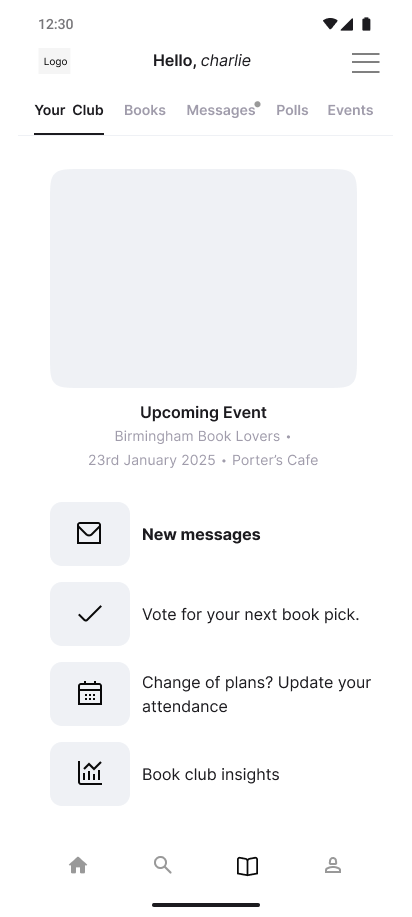 12:30
Logo
Hello, charlie
Your Club Books Messages Polls Events
Upcoming Event
Birmingham Book Lovers •
23rd January 2025 • Porter's Cafe
New messages
Vote for your next book pick.
Change of plans? Update your
attendance
Book club insights